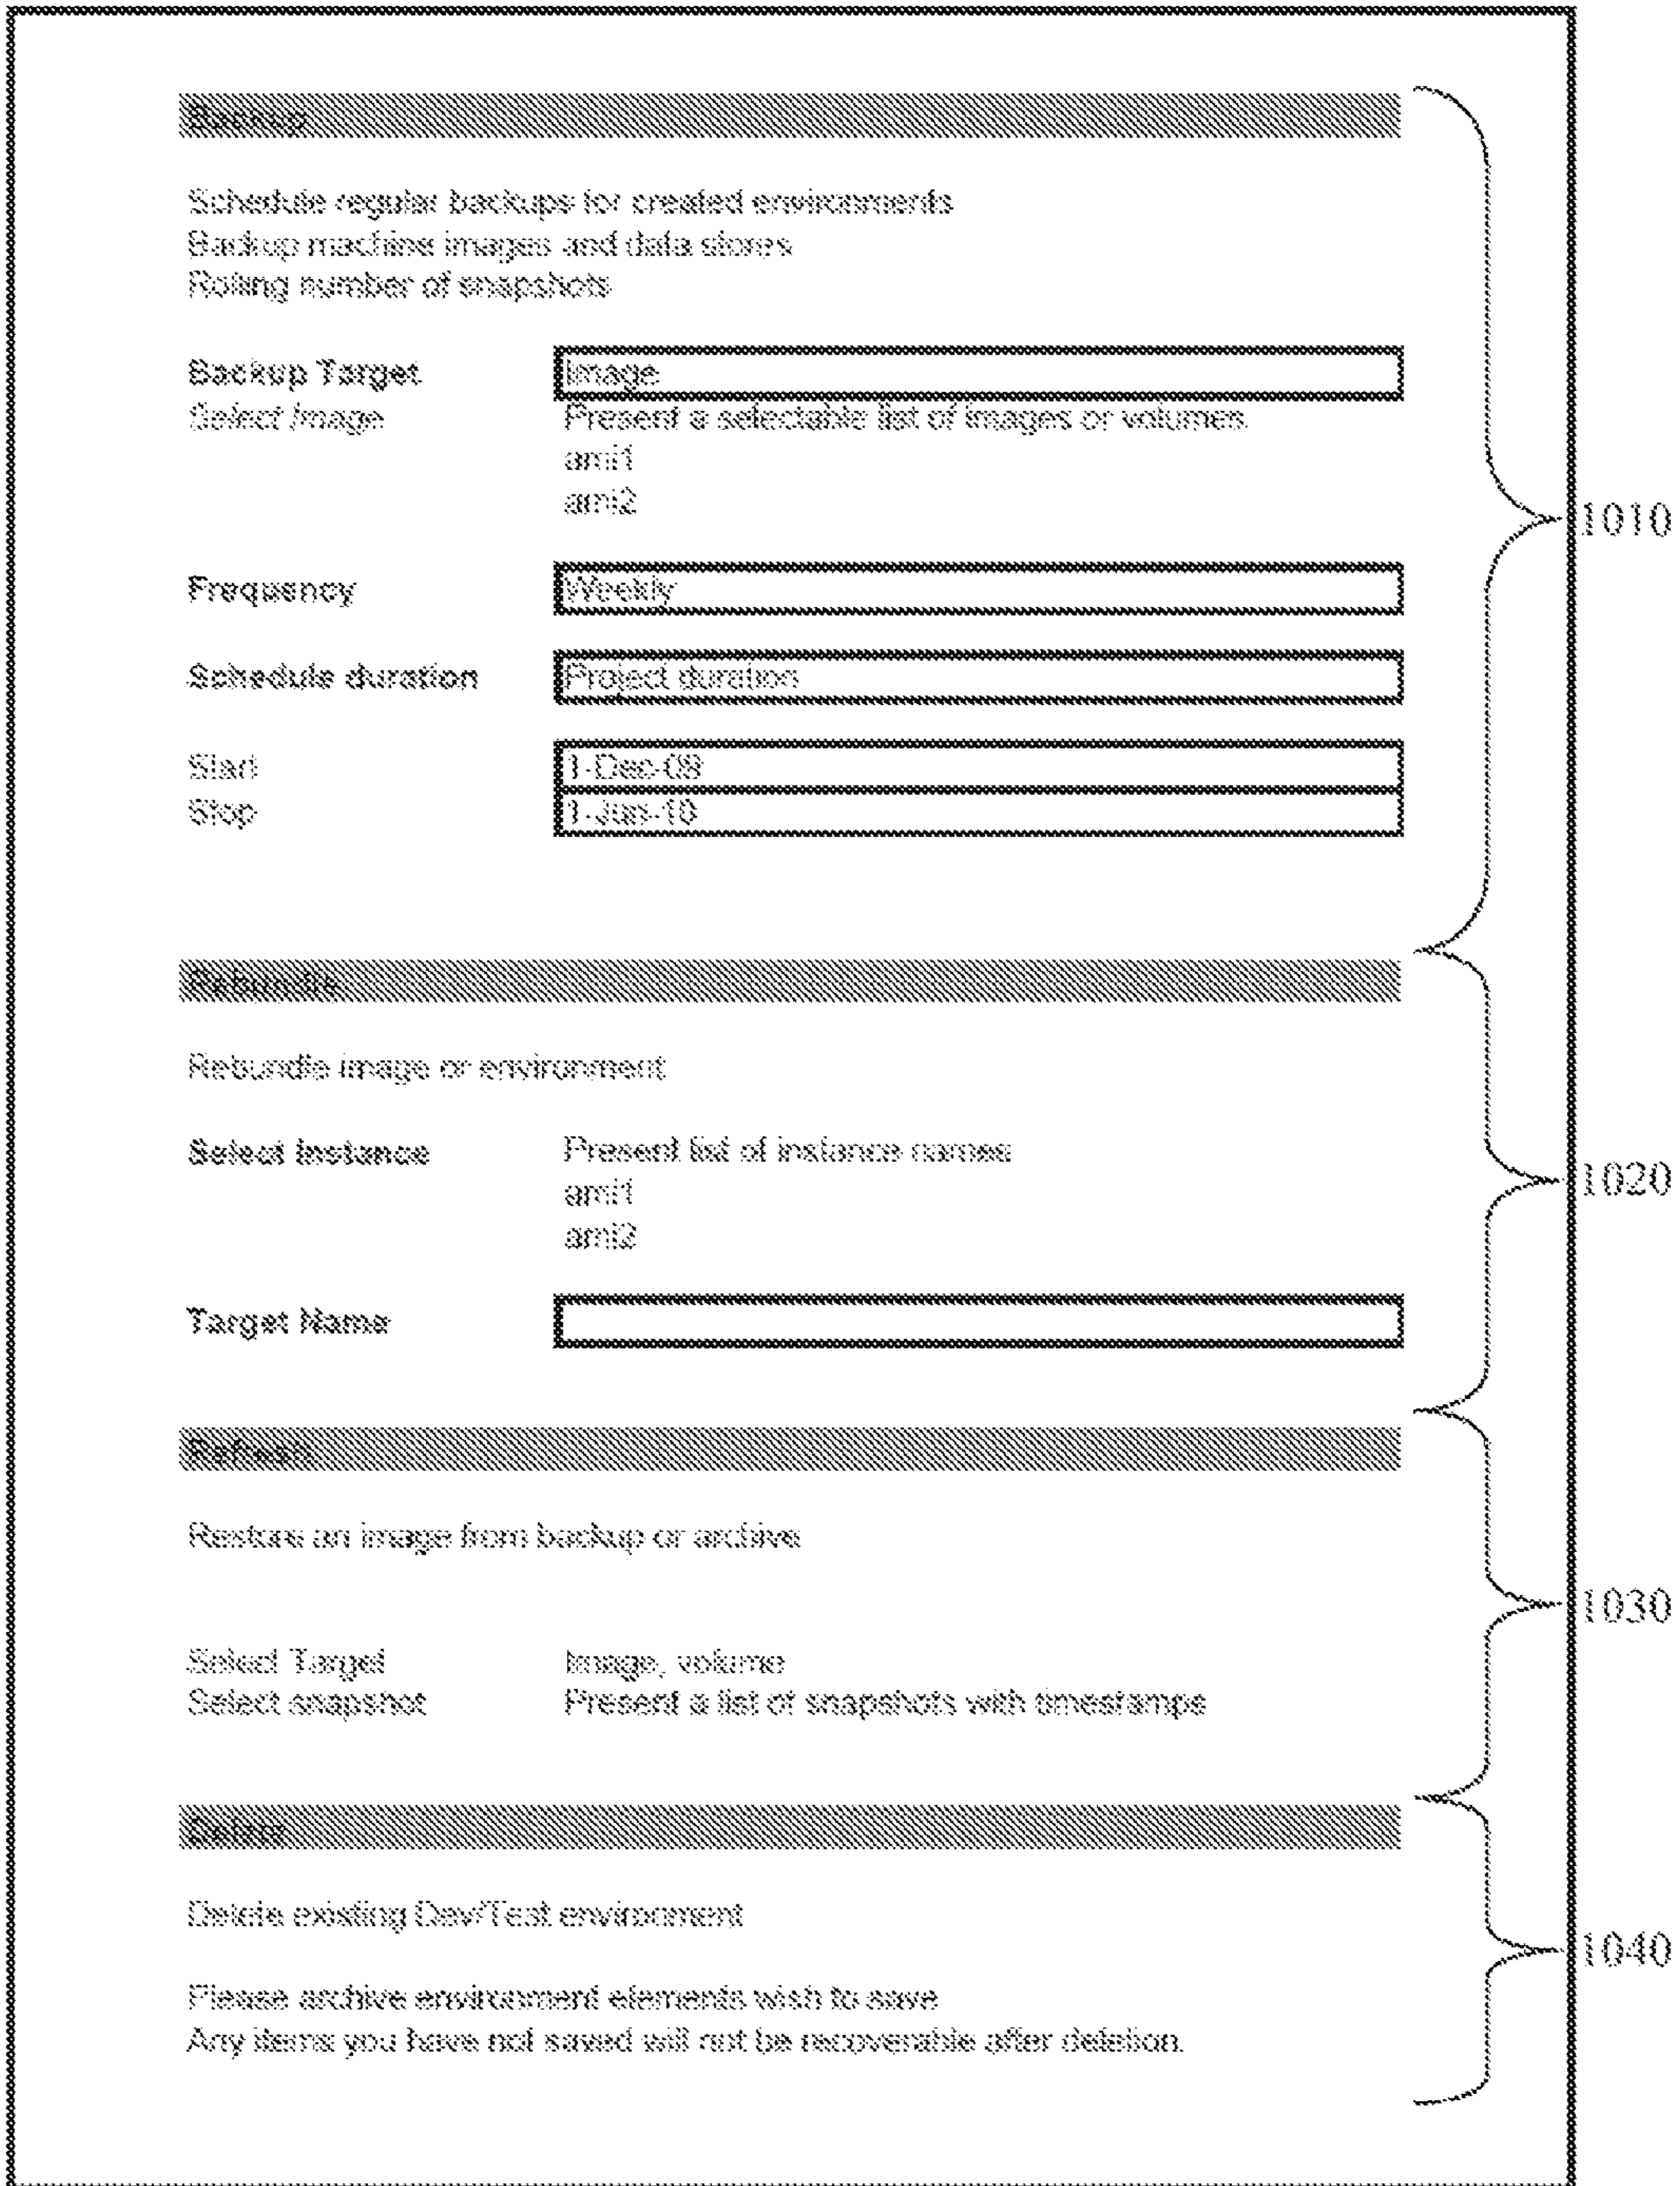 Backup
Schedule regular backups for created environments
Backup machine images and data stores
Rolling number of snapshots
Backup Target Image
Select Image Present a selectable list of images or volumes
ami1
ami2
1010
Frequency Weekly
Schedule duration Project duration
Start 1-Dec-09
Stop 1-Jun-10
Rebundle
Rebundle image or environment
Select Instance Present list of instance names
ami1
1020
ami2
Target Name
Refresh
Restore an image from backup or archive
1030
Select Target Image, volume
Select snapshot Present a list of snapshots with timestamps
Delete
Delete existing Dev/Test environment
1040
Please archive environment elements wish to save
Any items you have not saved will not be recoverable after deletion.